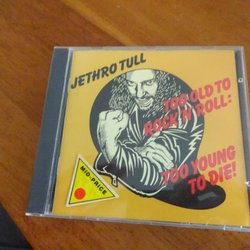 JETHRO TULL
TOO OLD TO
ROCK 'N' ROLL:
TOO YOUNG
TO DIE!
MID-PRICE